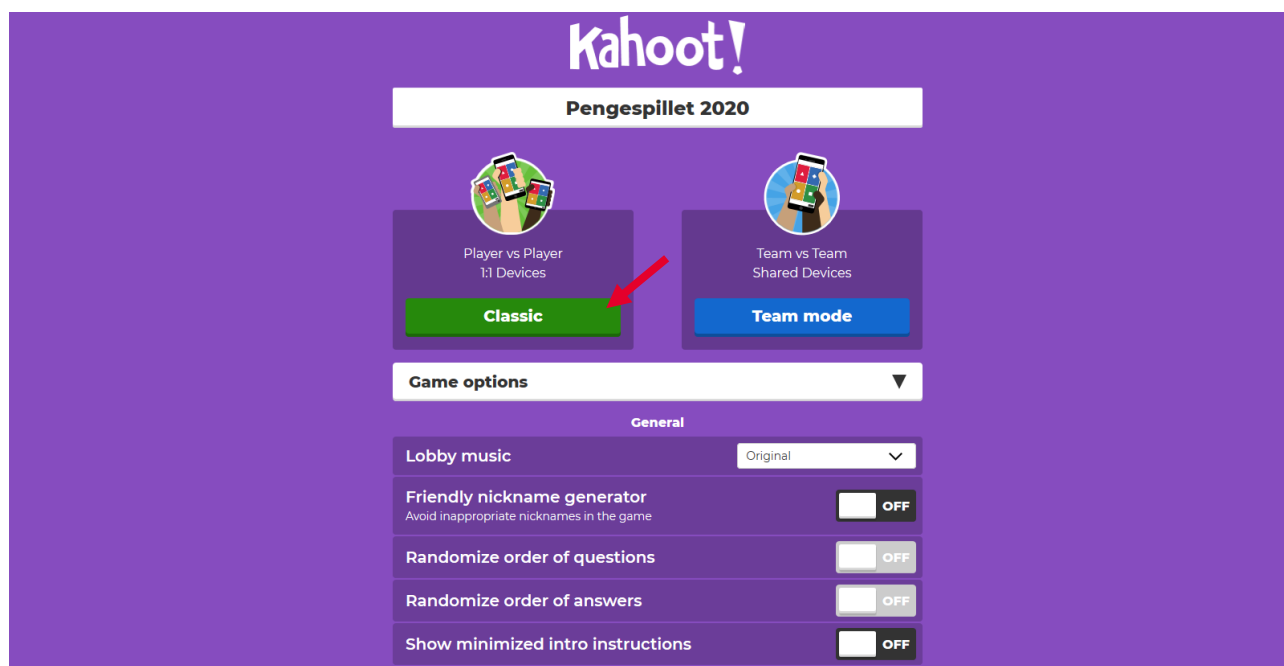 Kahoot!
Pengespillet 2020
Player vs Player
1:1 Devices
Classic
Team vs Team
Shared Devices
Team mode
Game options
General
Lobby music
Original
Friendly nickname generator
Avoid inappropriate nicknames in the game
OFF
Randomize order of questions
OFF
Randomize order of answers
OFF
Show minimized intro instructions
OFF